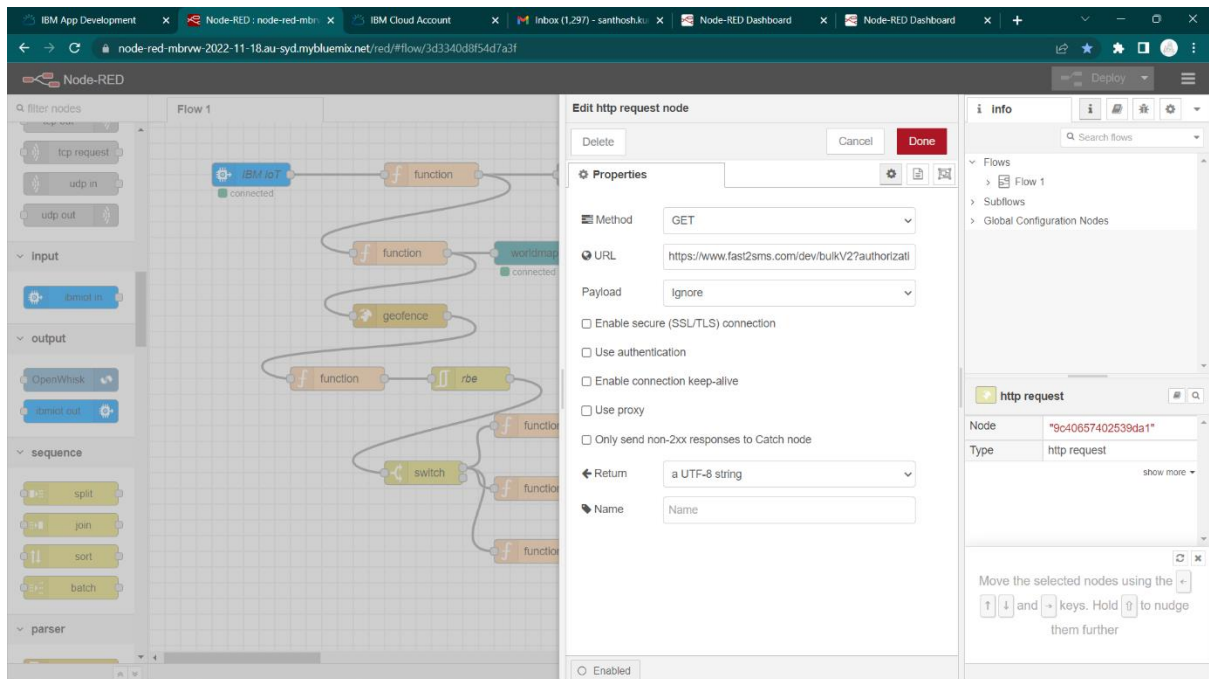 IBM App Development
Node-RED : node-red-mbrv
IBM Cloud Account
Inbox (1,297) - santhosh.ku
Node-RED Dashboard
Node-RED Dashboard
node-red-mbrvw-2022-11-18.au-syd.mybluemix.net/red/#flow/3d3340d8f54d7a3f
Node-RED
Deploy
filter nodes
tcp out
tcp request
udp in
udp out
input
ibmiot in
output
OpenWhisk
ibmiot out
sequence
split
join
sort
batch
parser
Flow 1
IBM IoT
connected
function
function
worldmap
connected
geofence
function
rbe
function
switch
function
function
Edit http request node
Delete
Cancel
Done
Properties
Method
GET
URL
https://www.fast2sms.com/dev/bulkV2?authorizati
Payload
Ignore
Enable secure (SSL/TLS) connection
Use authentication
Enable connection keep-alive
Use proxy
Only send non-2xx responses to Catch node
Return
a UTF-8 string
Name
Name
Enabled
i info
Search flows
Flows
Flow 1
Subflows
Global Configuration Nodes
http request
Node "9c40657402539da1"
Type http request
show more
Move the selected nodes using the ←
↑ ↓ and → keys. Hold ⇧ to nudge
them further